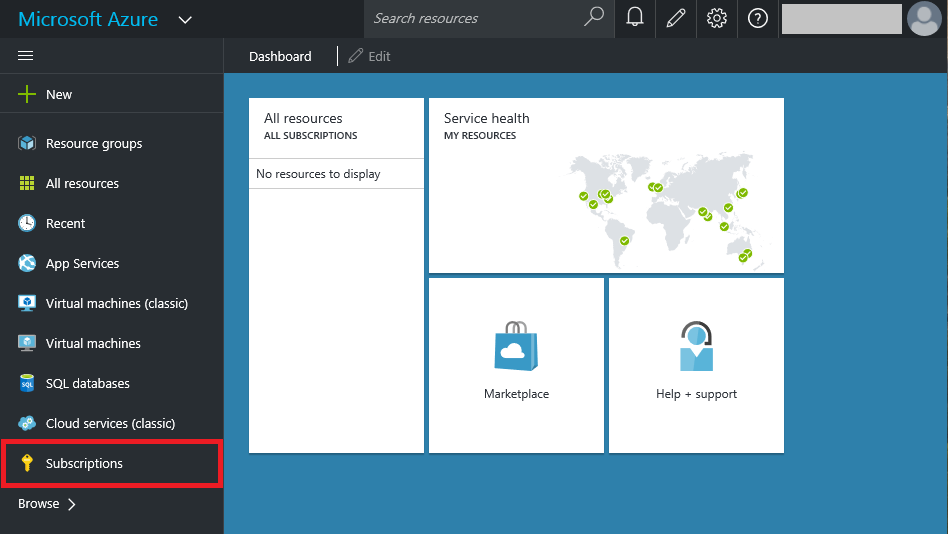 Microsoft Azure
Search resources
Dashboard
Edit
New
Resource groups
All resources
Recent
App Services
Virtual machines (classic)
Virtual machines
SQL
SQL databases
Cloud services (classic)
Subscriptions
Browse
All resources
ALL SUBSCRIPTIONS
No resources to display
Service health
MY RESOURCES
Marketplace
Help + support